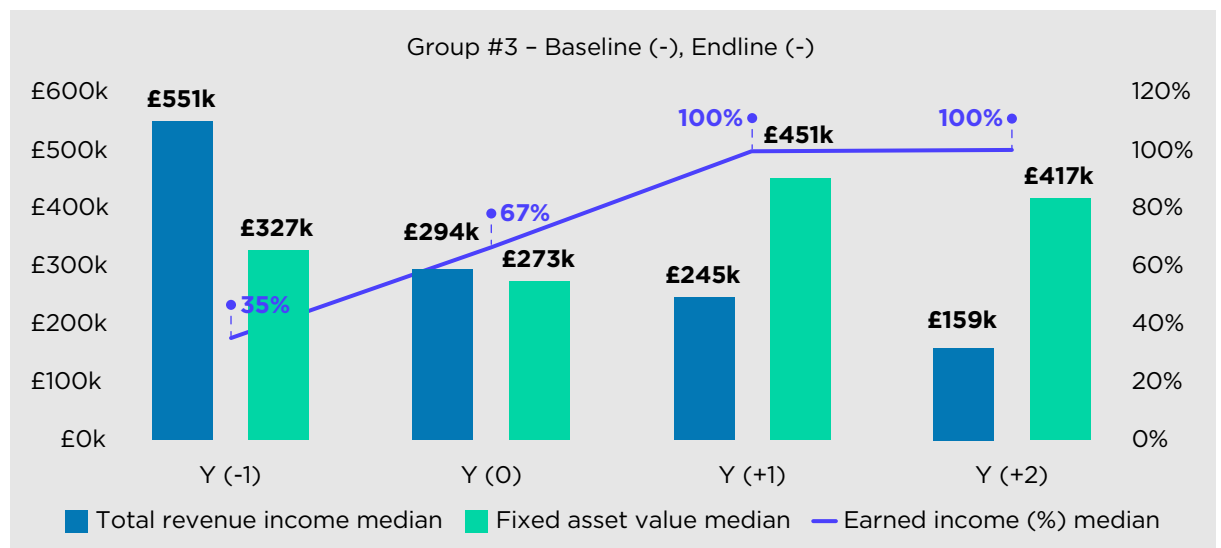 Group #3 – Baseline (-), Endline (-)
£600k
£500k
£400k
£300k
£200k
£100k
£0k
120%
100%
80%
60%
40%
20%
0%
£551k
£327k
35%
£294k
67%
£273k
100%
£451k
£245k
100%
£417k
£159k
Y (-1)
Y (0)
Y (+1)
Y (+2)
Total revenue income median
Fixed asset value median
Earned income (%) median